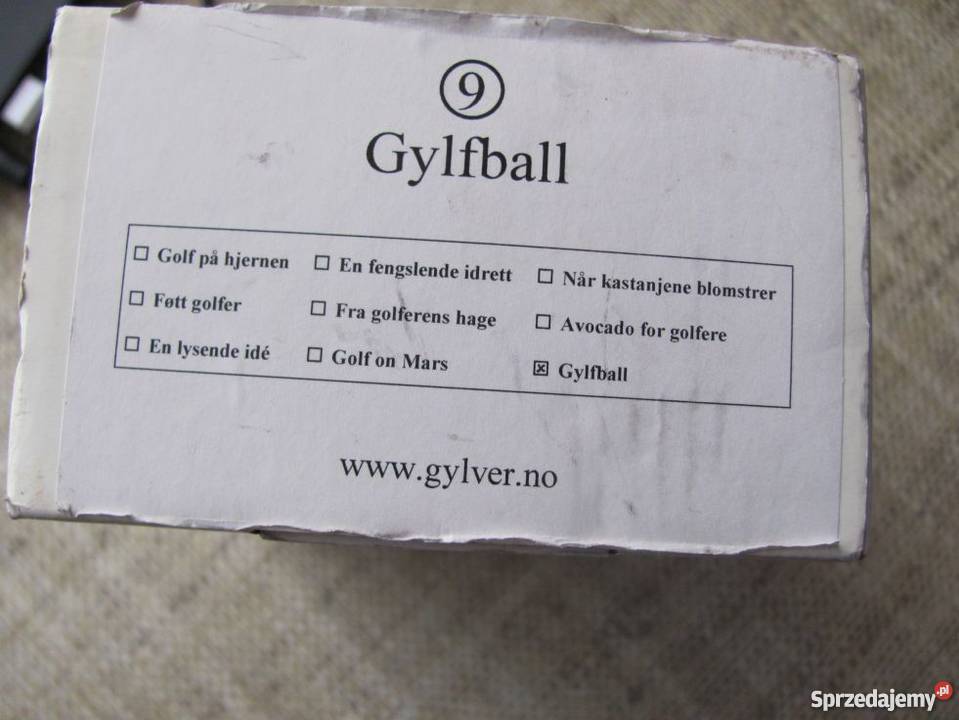 9
Gylfball
☐ Golf på hjernen ☐ En fengslende idrett ☐ Når kastanjene blomstrer
☐ Født golfer ☐ Fra golferens hage ☐ Avocado for golfere
☐ En lysende idé ☐ Golf on Mars ☒ Gylfball
www.gylver.no
Sprzedajemy.pl